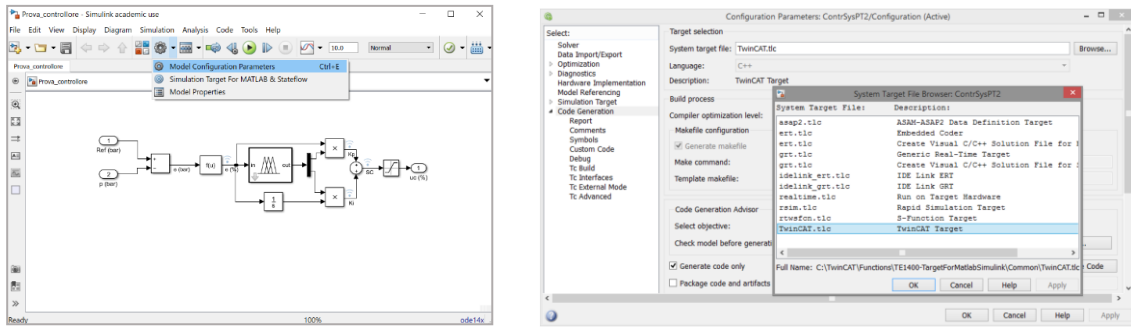 Prova_controllore - Simulink academic use
File Edit View Display Diagram Simulation Analysis Code Tools Help
10.0 Normal
Prova_controllore
Model Configuration Parameters Ctrl+E
Prova_controllore
Simulation Target For MATLAB & Stateflow
Model Properties
1
Ref (bar)
2
p (bar)
e (bar)
f(u)
e (%)
out
Kp
Ki
SC
1
uc (%)
1
s
Ready 100% ode14x
Configuration Parameters: ContrSysPT2/Configuration (Active)
Select:
Solver
Data Import/Export
Optimization
Diagnostics
Hardware Implementation
Model Referencing
Simulation Target
Code Generation
Report
Comments
Symbols
Custom Code
Debug
Tc Build
Tc Interfaces
Tc External Mode
Tc Advanced
Target selection
System target file: TwinCAT.tlc Browse...
Language: C++
Description: TwinCAT Target
Build process
Compiler optimization level:
Makefile configuration
Generate makefile
Make command:
Template makefile:
Code Generation Advisor
Select objective:
Check model before generati
Generate code only
Package code and artifacts
System Target File Browser: ContrSysPT2
System Target File: Description:
asap2.tlc ASAM-ASAP2 Data Definition Target
ert.tlc Embedded Coder
ert.tlc Create Visual C/C++ Solution File for
grt.tlc Generic Real-Time Target
grt.tlc Create Visual C/C++ Solution File for
idelink_ert.tlc IDE Link ERT
idelink_grt.tlc IDE Link GRT
realtime.tlc Run on Target Hardware
rsim.tlc Rapid Simulation Target
rtwsfcn.tlc S-Function Target
TwinCAT.tlc TwinCAT Target
Full Name: C:\TwinCAT\Functions\TE1400-TargetForMatlabSimulink\Common\TwinCAT.tlc
Code
OK Cancel Help Apply
OK Cancel Help Apply